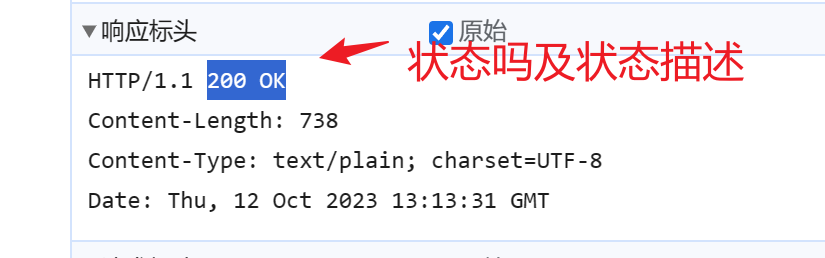 响应标头 原始
状态吗及状态描述
HTTP/1.1 200 OK
Content-Length: 738
Content-Type: text/plain; charset=UTF-8
Date: Thu, 12 Oct 2023 13:13:31 GMT